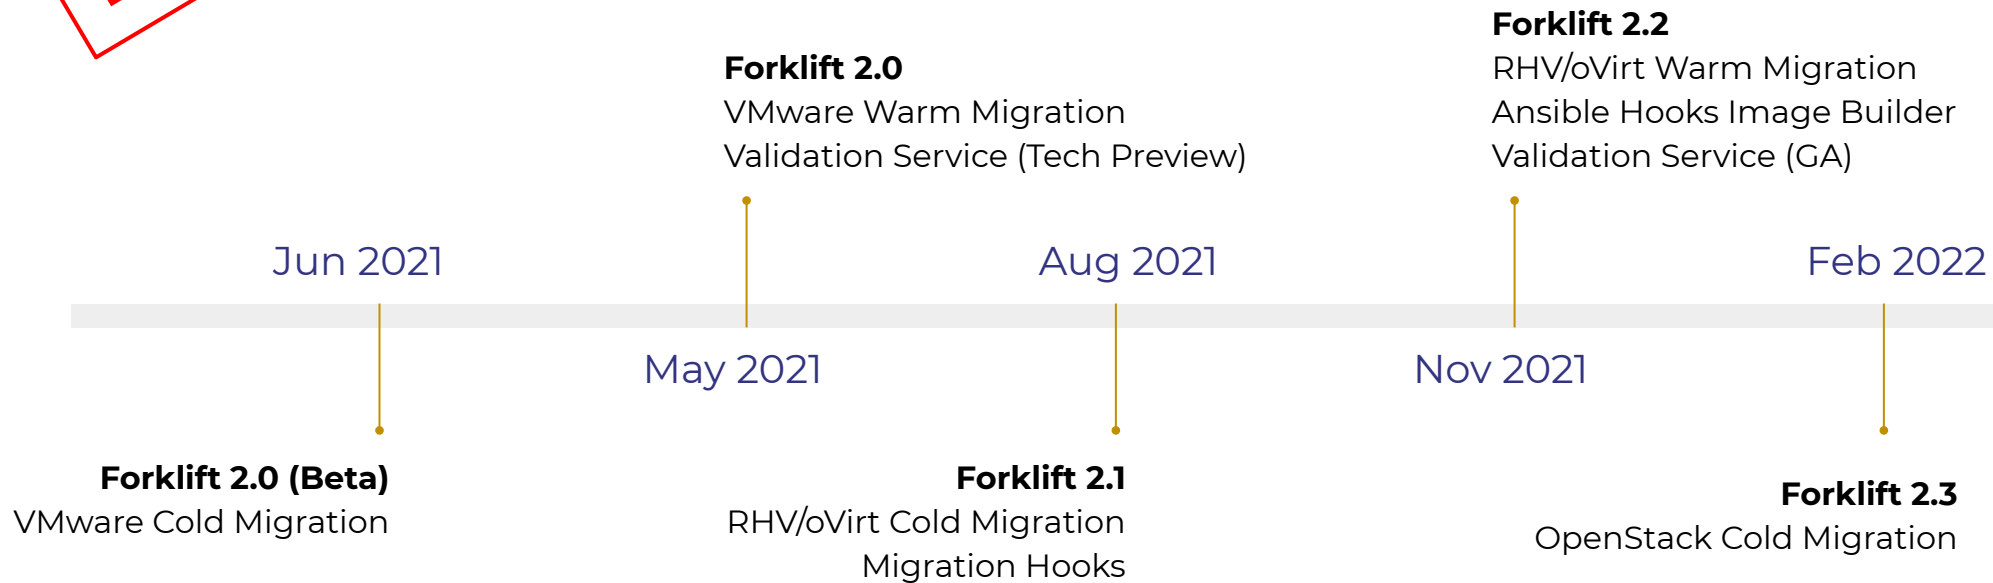 Forklift 2.0
VMware Warm Migration
Validation Service (Tech Preview)
Forklift 2.2
RHV/oVirt Warm Migration
Ansible Hooks Image Builder
Validation Service (GA)
Jun 2021
Aug 2021
Feb 2022
May 2021
Nov 2021
Forklift 2.0 (Beta)
VMware Cold Migration
Forklift 2.1
RHV/oVirt Cold Migration
Migration Hooks
Forklift 2.3
OpenStack Cold Migration